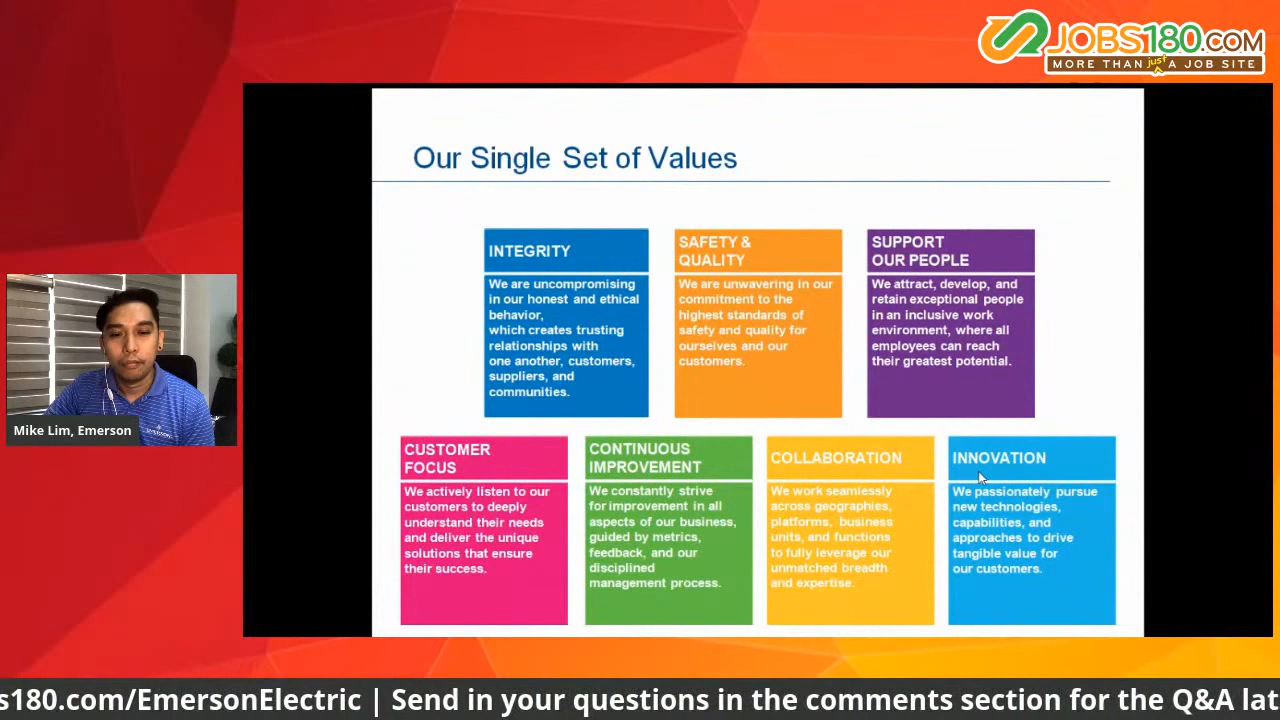 JOBS180.COM
MORE THAN just A JOB SITE
Our Single Set of Values
INTEGRITY
We are uncompromising
in our honest and ethical
behavior,
which creates trusting
relationships with
one another, customers,
suppliers, and
communities.
SAFETY &
QUALITY
We are unwavering in our
commitment to the
highest standards of
safety and quality for
ourselves and our
customers.
SUPPORT
OUR PEOPLE
We attract, develop, and
retain exceptional people
in an inclusive work
environment, where all
employees can reach
their greatest potential.
CUSTOMER
FOCUS
We actively listen to our
customers to deeply
understand their needs
and deliver the unique
solutions that ensure
their success.
CONTINUOUS
IMPROVEMENT
We constantly strive
for improvement in all
aspects of our business,
guided by metrics,
feedback, and our
disciplined
management process.
COLLABORATION
We work seamlessly
across geographies,
platforms, business
units, and functions
to fully leverage our
unmatched breadth
and expertise.
INNOVATION
We passionately pursue
new technologies,
capabilities, and
approaches to drive
tangible value for
our customers.
EMERSON
Mike Lim, Emerson
s180.com/EmersonElectric | Send in your questions in the comments section for the Q&A lat